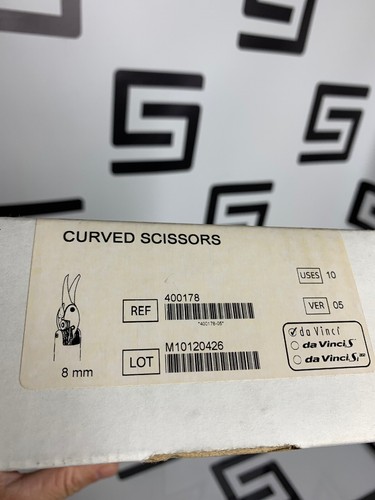 CURVED SCISSORS
USES 10
REF 400178
*400178-05*
VER 05
LOT M10120426
da Vinci
da Vinci S
da Vinci Si
8 mm